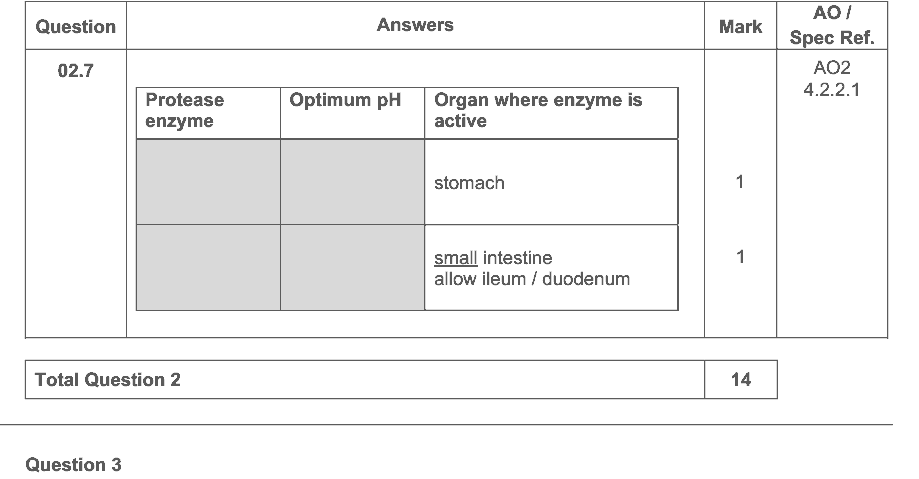 Question Answers Mark AO /
Spec Ref.
02.7 AO2
4.2.2.1
Protease
enzyme
Optimum pH
Organ where enzyme is
active
stomach 1
small intestine 1
allow ileum / duodenum
Total Question 2 14
Question 3